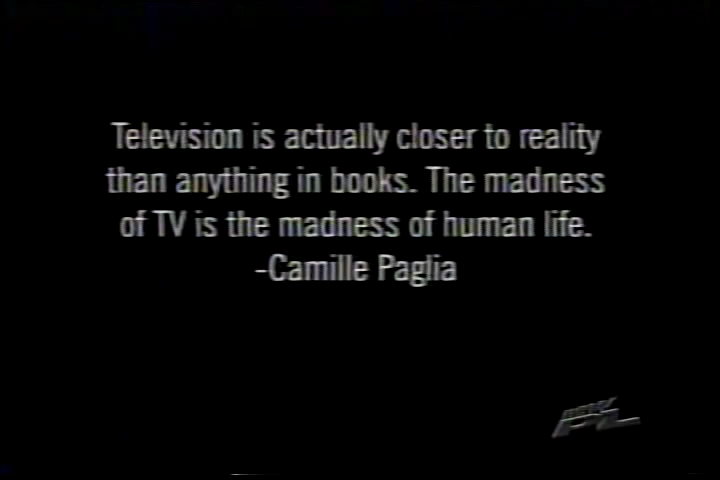 Television is actually closer to reality
than anything in books. The madness
of TV is the madness of human life.
-Camille Paglia